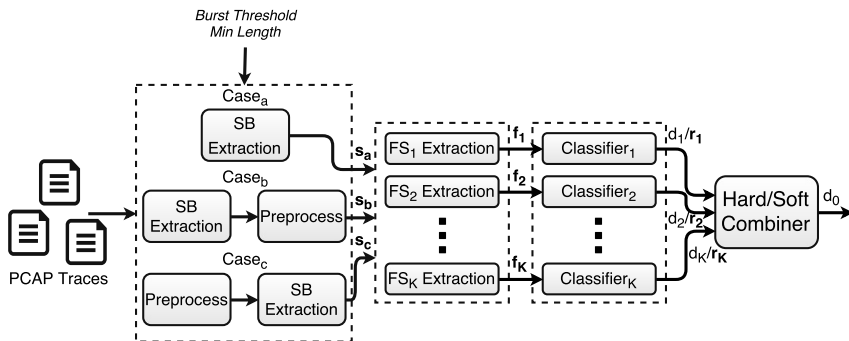 Burst Threshold
Min Length
Case_a
SB
Extraction
s_a
Case_b
SB
Extraction
Preprocess
s_b
s_c
Case_c
Preprocess
SB
Extraction
PCAP Traces
FS_1 Extraction
f_1
Classifier_1
d_1/r_1
FS_2 Extraction
f_2
Classifier_2
d_2/r_2
FS_K Extraction
f_K
Classifier_K
d_K/r_K
Hard/Soft
Combiner
d_0